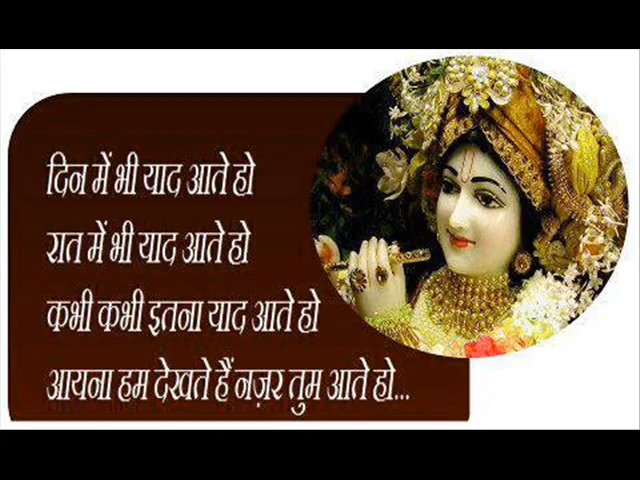 दिन में भी याद आते हो
रात में भी याद आते हो
कभी कभी इतना याद आते हो
आयना हम देखते हैं नज़र तुम आते हो...